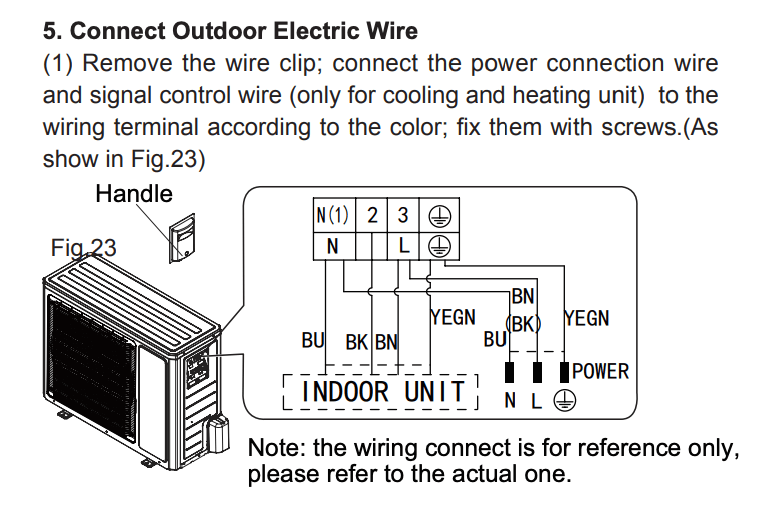 5. Connect Outdoor Electric Wire
(1) Remove the wire clip; connect the power connection wire
and signal control wire (only for cooling and heating unit) to the
wiring terminal according to the color; fix them with screws.(As
show in Fig.23)
Handle
Fig.23
N(1) 2 3
N L
BN
YEGN (BK) YEGN
BU BK BN BU
POWER
INDOOR UNIT
N L
Note: the wiring connect is for reference only,
please refer to the actual one.